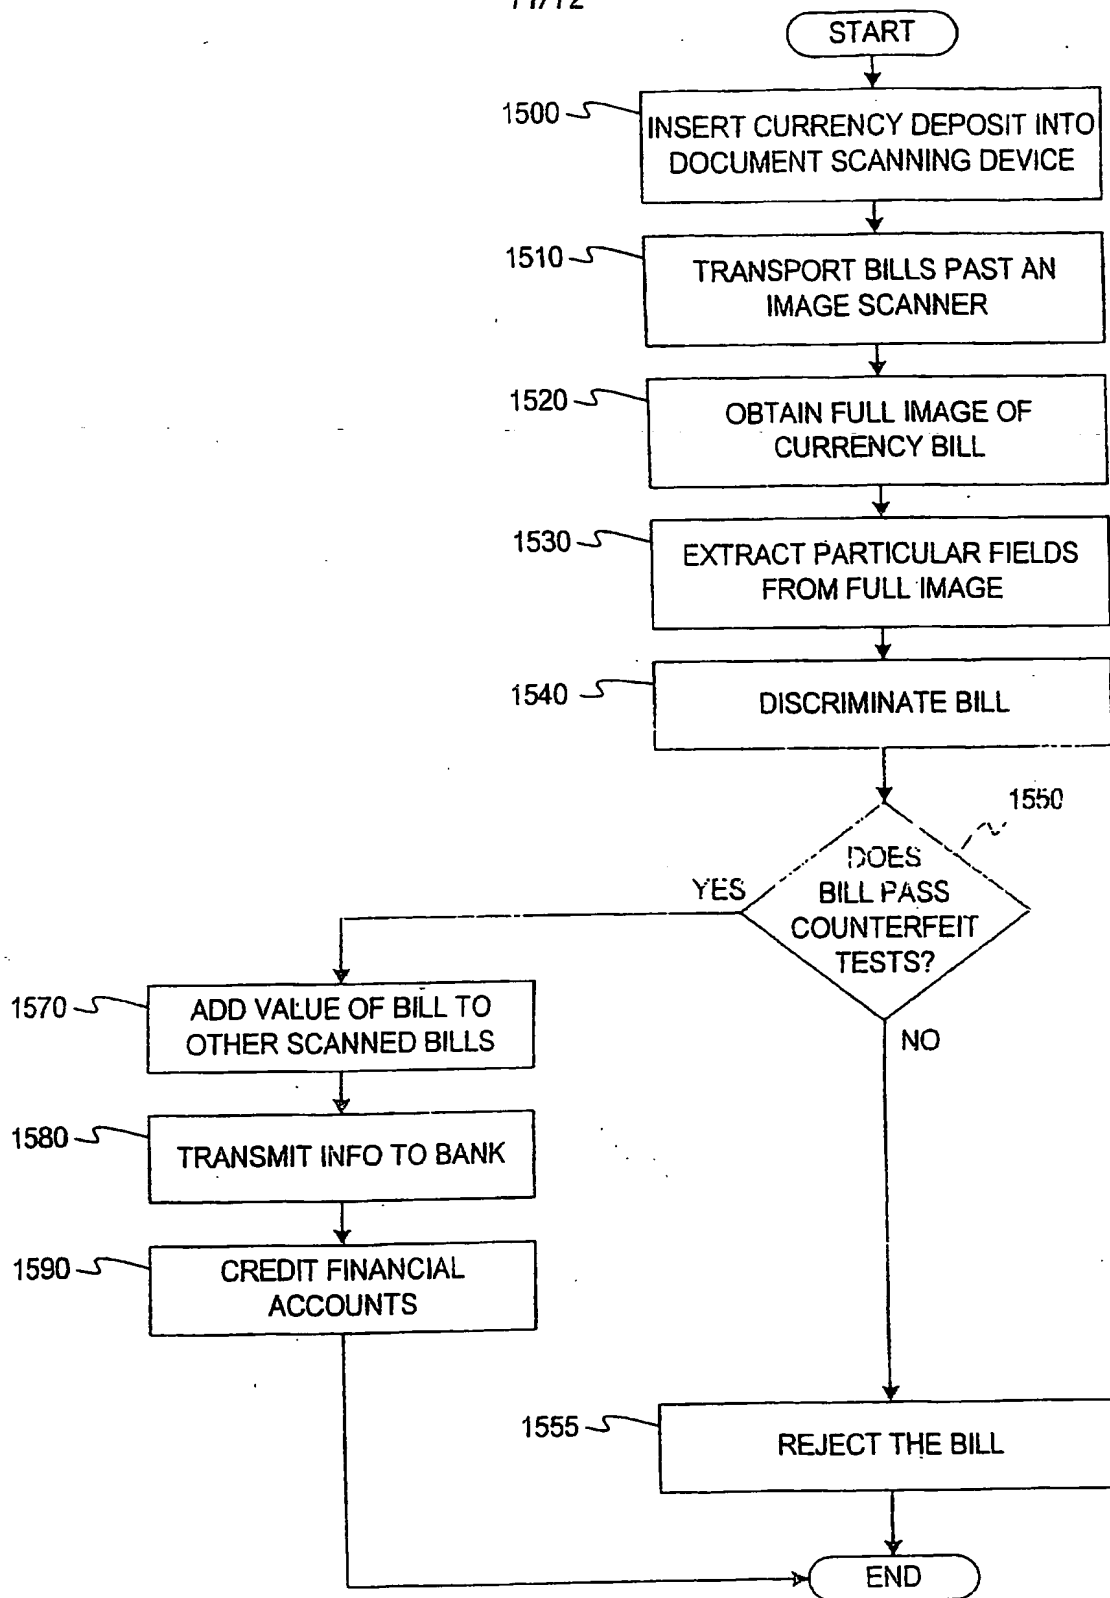 11/12
START
1500
INSERT CURRENCY DEPOSIT INTO
DOCUMENT SCANNING DEVICE
1510
TRANSPORT BILLS PAST AN
IMAGE SCANNER
1520
OBTAIN FULL IMAGE OF
CURRENCY BILL
1530
EXTRACT PARTICULAR FIELDS
FROM FULL IMAGE
1540
DISCRIMINATE BILL
1550
DOES
BILL PASS
COUNTERFEIT
TESTS?
YES
NO
1570
ADD VALUE OF BILL TO
OTHER SCANNED BILLS
1580
TRANSMIT INFO TO BANK
1590
CREDIT FINANCIAL
ACCOUNTS
1555
REJECT THE BILL
END